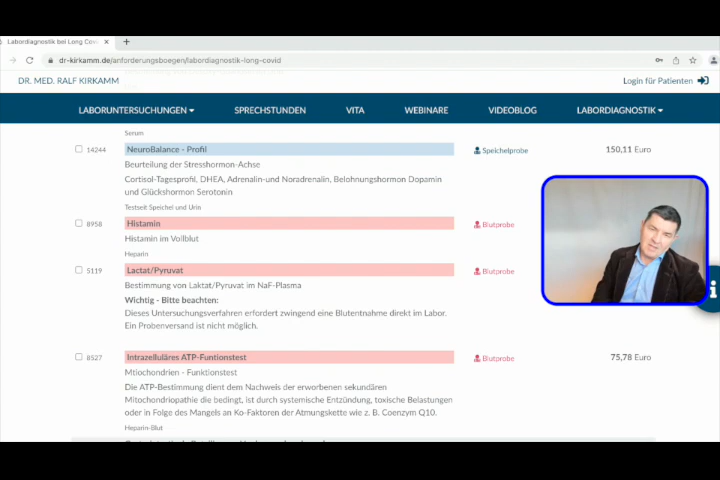 Labordiagnostik bei Long Covi
dr-kirkamm.de/anforderungsboegen/labordiagnostik-long-covid
DR. MED. RALF KIRKAMM
Login für Patienten
LABORUNTERSUCHUNGEN
SPRECHSTUNDEN
VITA
WEBINARE
VIDEOBLOG
LABORDIAGNOSTIK
Serum
14244 NeuroBalance - Profil Speichelprobe 150,11 Euro
Beurteilung der Stresshormon-Achse
Cortisol-Tagesprofil, DHEA, Adrenalin-und Noradrenalin, Belohnungshormon Dopamin
und Glückshormon Serotonin
Testseit Speichel und Urin
8958 Histamin Blutprobe
Histamin im Vollblut
Heparin
5119 Lactat/Pyruvat Blutprobe
Bestimmung von Laktat/Pyruvat im NaF-Plasma
Wichtig - Bitte beachten:
Dieses Untersuchungsverfahren erfordert zwingend eine Blutentnahme direkt im Labor.
Ein Probenversand ist nicht möglich.
8527 Intrazelluläres ATP-Funtionstest Blutprobe 75,78 Euro
Mtiochondrien - Funktionstest
Die ATP-Bestimmung dient dem Nachweis der erworbenen sekundären
Mitochondriopathie die bedingt, ist durch systemische Entzündung, toxische Belastungen
oder in Folge des Mangels an Ko-Faktoren der Atmungskette wie z. B. Coenzym Q10.
Heparin-Blut